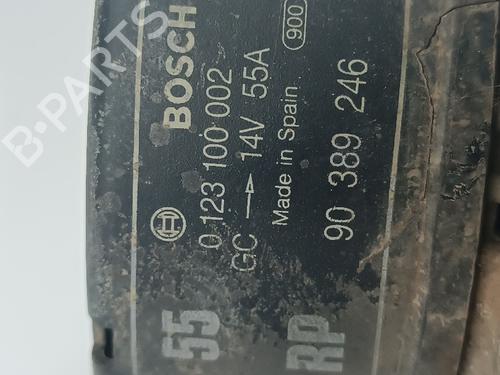 BOSCH
0 123 100 002
GC → 14V 55A
Made in Spain
900
90 389 246
55
RP
B-PARTS